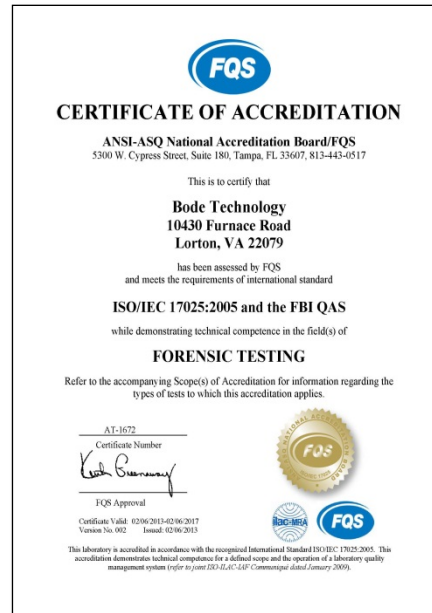 FQS
CERTIFICATE OF ACCREDITATION
ANSI-ASQ National Accreditation Board/FQS
5300 W. Cypress Street, Suite 180, Tampa, FL 33607, 813-443-0517
This is to certify that
Bode Technology
10430 Furnace Road
Lorton, VA 22079
has been assessed by FQS
and meets the requirements of international standard
ISO/IEC 17025:2005 and the FBI QAS
while demonstrating technical competence in the field(s) of
FORENSIC TESTING
Refer to the accompanying Scope(s) of Accreditation for information regarding the
types of tests to which this accreditation applies.
AT-1672
Certificate Number
FQS Approval
Certificate Valid: 02/06/2013-02/06/2017
Version No. 002 Issued: 02/06/2013
FQS
ilac-MRA
FQS
This laboratory is accredited in accordance with the recognized International Standard ISO/IEC 17025:2005. This
accreditation demonstrates technical competence for a defined scope and the operation of a laboratory quality
management system (refer to joint ISO-ILAC-IAF Communiqué dated January 2009).